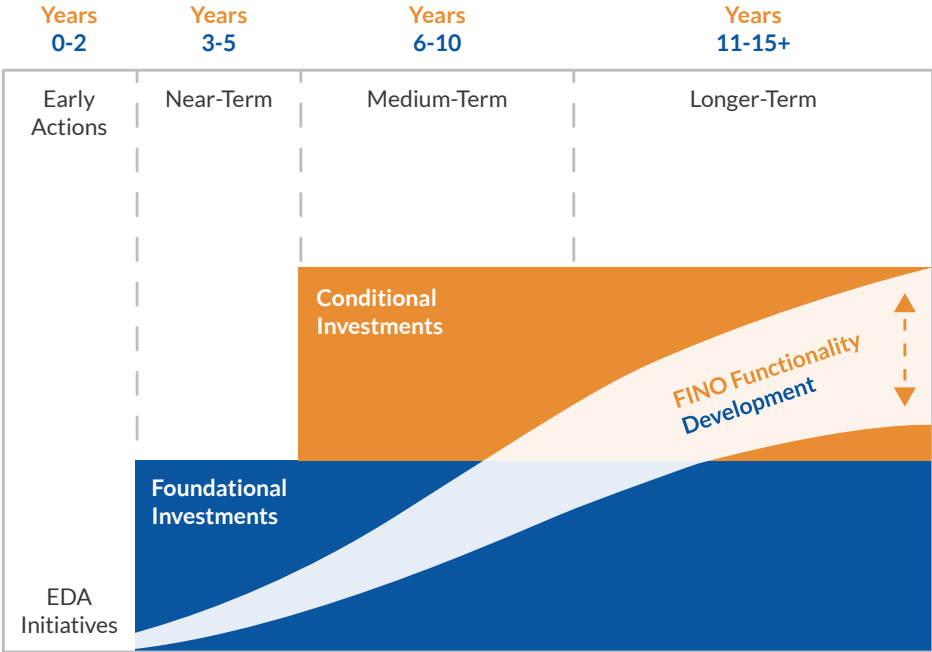 Years
0-2
Years
3-5
Years
6-10
Years
11-15+
Early
Actions
Near-Term
Medium-Term
Longer-Term
Conditional
Investments
FINO Functionality
Development
Foundational
Investments
EDA
Initiatives